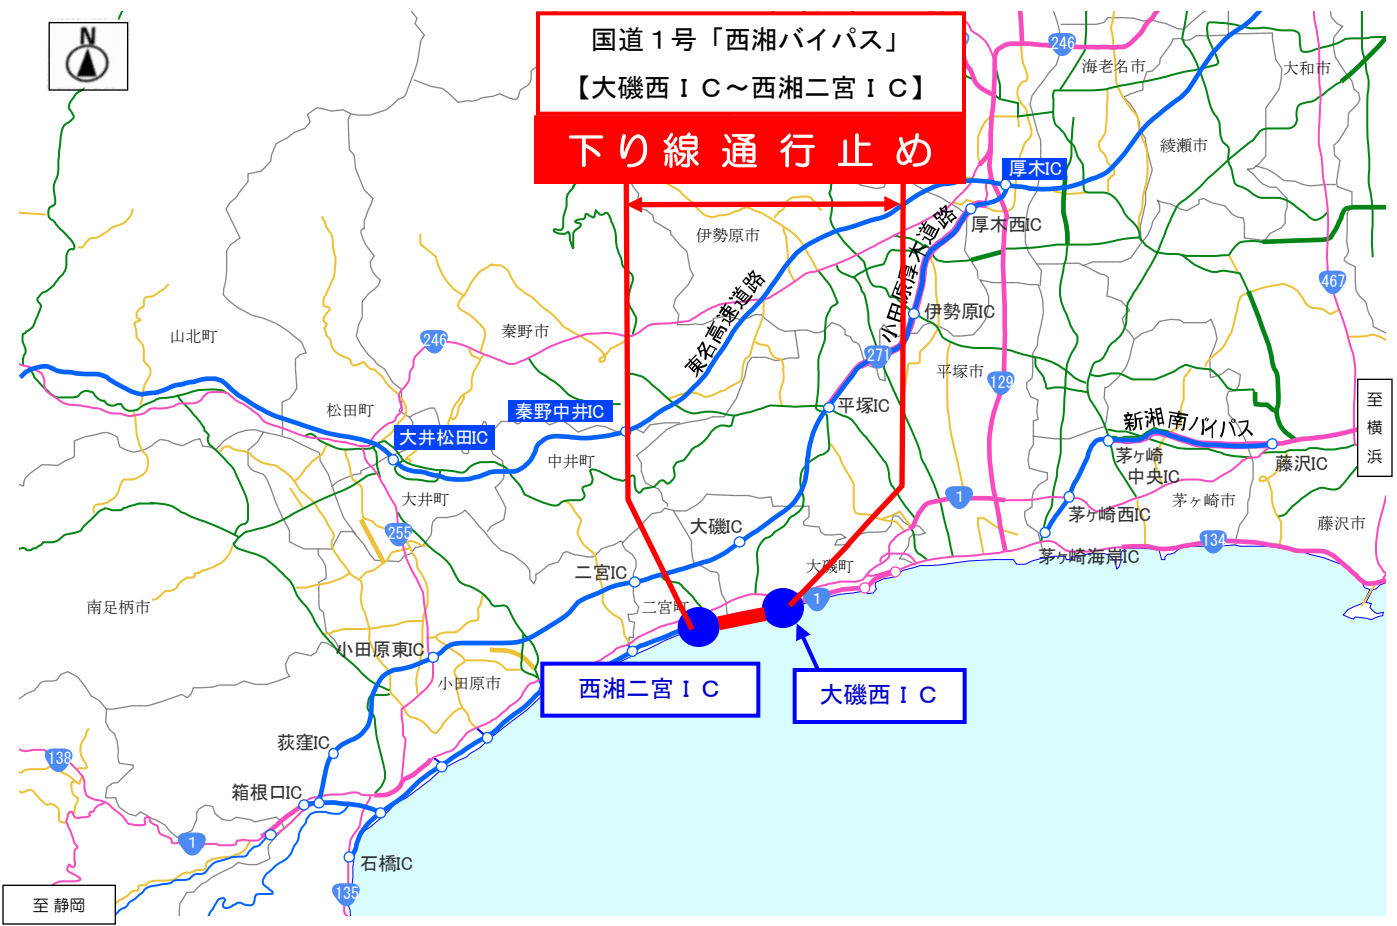 N
国道１号「西湘バイパス」
【大磯西ＩＣ～西湘二宮ＩＣ】
下り線通行止め
246
海老名市
大和市
綾瀬市
厚木IC
厚木西IC
伊勢原市
小田原厚木道路
東名高速道路
伊勢原IC
467
山北町
246
秦野市
271
平塚市
129
至横浜
松田町
秦野中井IC
平塚IC
新湘南バイパス
大井松田IC
中井町
茅ヶ崎中央IC
藤沢IC
大井町
1
茅ヶ崎西IC
茅ヶ崎市
藤沢市
255
大磯IC
134
茅ヶ崎海岸IC
二宮IC
大磯町
南足柄市
二宮町
1
小田原東IC
小田原市
西湘二宮ＩＣ
大磯西ＩＣ
荻窪IC
138
箱根口IC
1
石橋IC
135
至 静岡